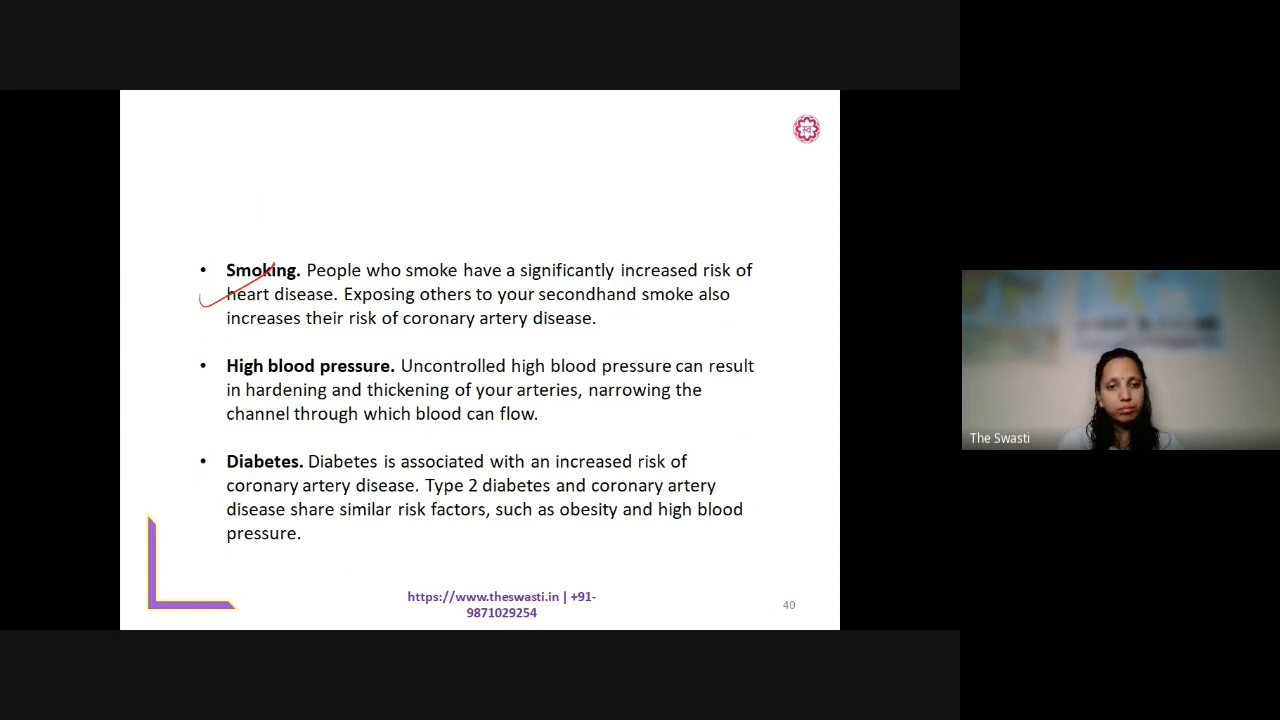 स्व
• Smoking. People who smoke have a significantly increased risk of
heart disease. Exposing others to your secondhand smoke also
increases their risk of coronary artery disease.
• High blood pressure. Uncontrolled high blood pressure can result
in hardening and thickening of your arteries, narrowing the
channel through which blood can flow.
• Diabetes. Diabetes is associated with an increased risk of
coronary artery disease. Type 2 diabetes and coronary artery
disease share similar risk factors, such as obesity and high blood
pressure.
https://www.theswasti.in | +91-
9871029254
40
The Swasti